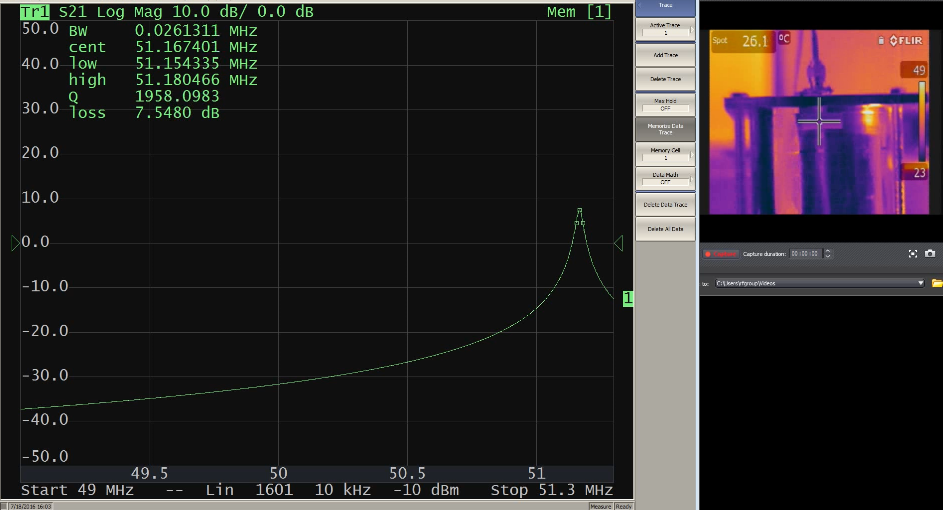 Tr1 S21 Log Mag 10.0 dB/ 0.0 dB Mem [1]
50.0
BW 0.0261311 MHz
cent 51.167401 MHz
40.0
low 51.154335 MHz
high 51.180466 MHz
Q 1958.0983
30.0
loss 7.5480 dB
20.0
10.0
0.0
-10.0
1
-20.0
-30.0
-40.0
-50.0
49.5 50 50.5 51
Start 49 MHz -- Lin 1601 10 kHz -10 dBm Stop 51.3 MHz
7/18/2016 16:03 Measure Ready
Trace
Active Trace
1
Add Trace
Delete Trace
Max Hold
OFF
Memorize Data
Trace
Memory Cell
1
Data Math
OFF
Delete Data Trace
Delete All Data
Spot 26.1 °C FLIR
49
23
Capture duration: 00:00:00
to: C:\Users\rfgroup\Videos